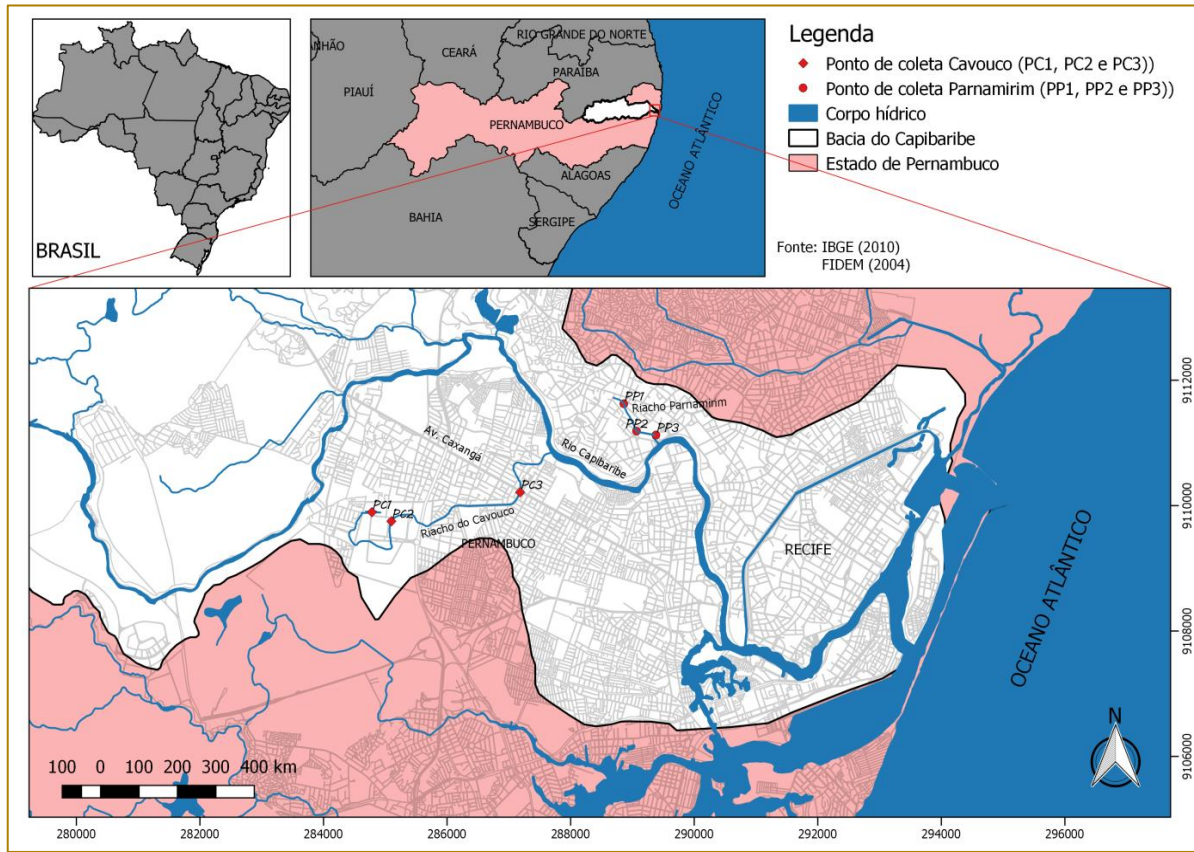 BRASIL
ANHÃO
CEARÁ
RIO GRANDE DO NORTE
PARAÍBA
PIAUÍ
PERNAMBUCO
ALAGOAS
BAHIA
SERGIPE
OCEANO ATLÂNTICO
Legenda
Ponto de coleta Cavouco (PC1, PC2 e PC3))
Ponto de coleta Parnamirim (PP1, PP2 e PP3))
Corpo hídrico
Bacia do Capibaribe
Estado de Pernambuco
Fonte: IBGE (2010)
FIDEM (2004)
PP1
Riacho Parnamirim
PP2
PP3
Av. Caxangá
Rio Capibaribe
PC3
PC1
PC2
Riacho do Cavouco
PERNAMBUCO
RECIFE
OCEANO ATLÂNTICO
N
100 0 100 200 300 400 km
9112000
9110000
9108000
9106000
280000 282000 284000 286000 288000 290000 292000 294000 296000